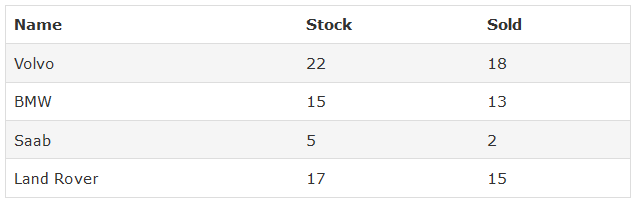 Name Stock Sold
Volvo 22 18
BMW 15 13
Saab 5 2
Land Rover 17 15